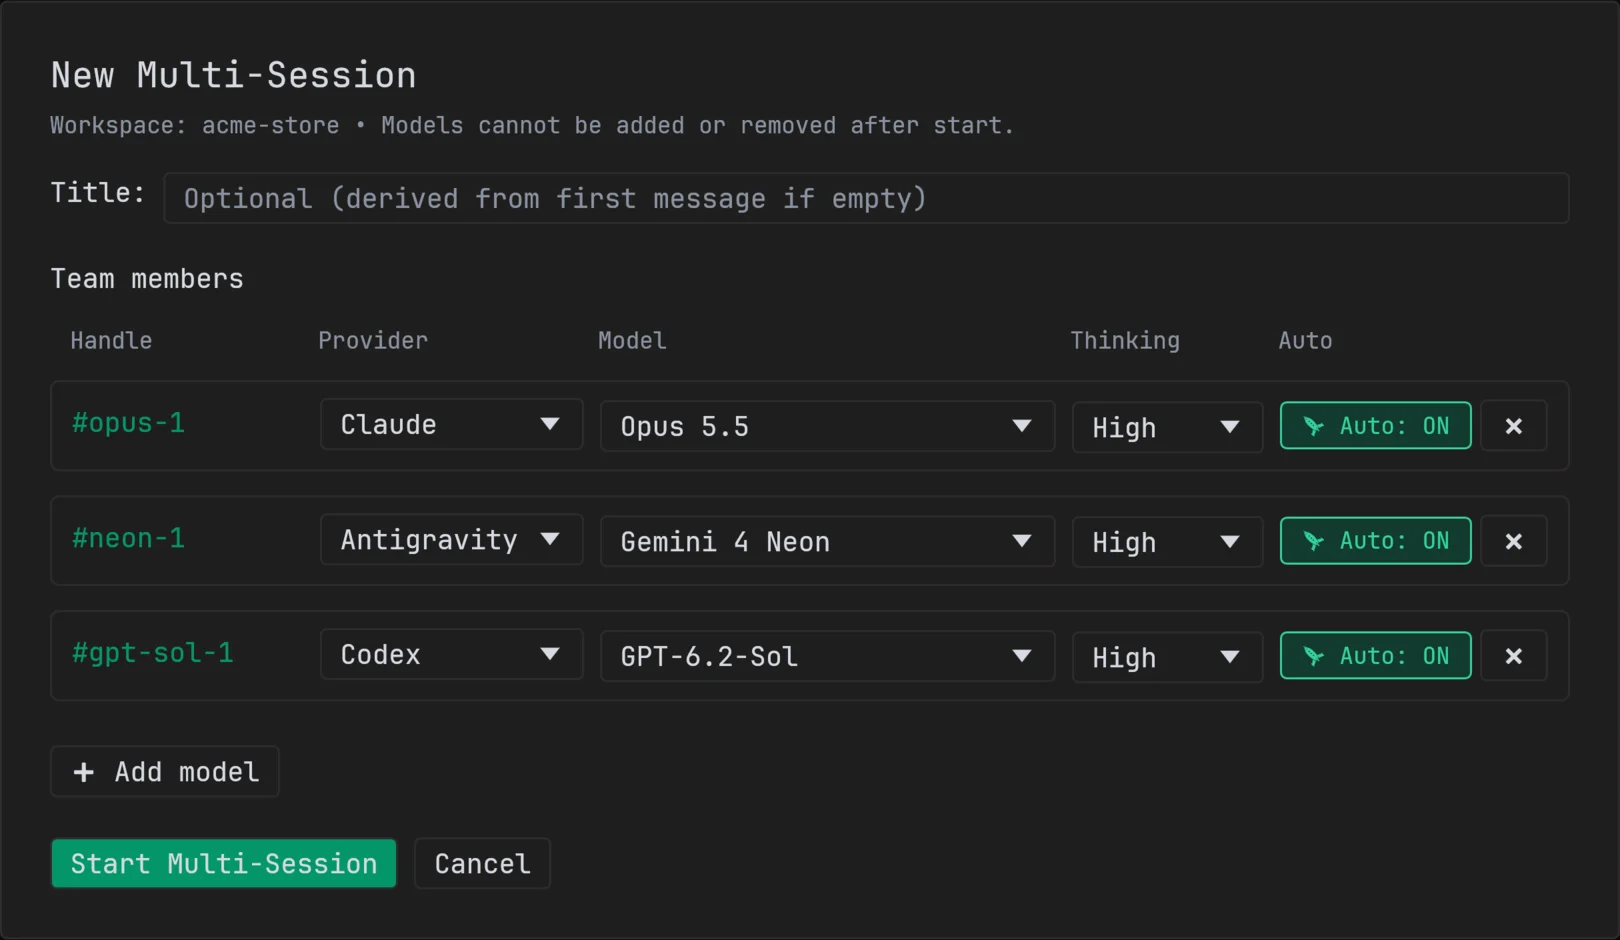 New Multi-Session
Workspace: acme-store • Models cannot be added or removed after start.
Title: Optional (derived from first message if empty)
Team members
Handle Provider Model Thinking Auto
#opus-1 Claude Opus 5.5 High Auto: ON
#neon-1 Antigravity Gemini 4 Neon High Auto: ON
#gpt-sol-1 Codex GPT-6.2-Sol High Auto: ON
+ Add model
Start Multi-Session Cancel